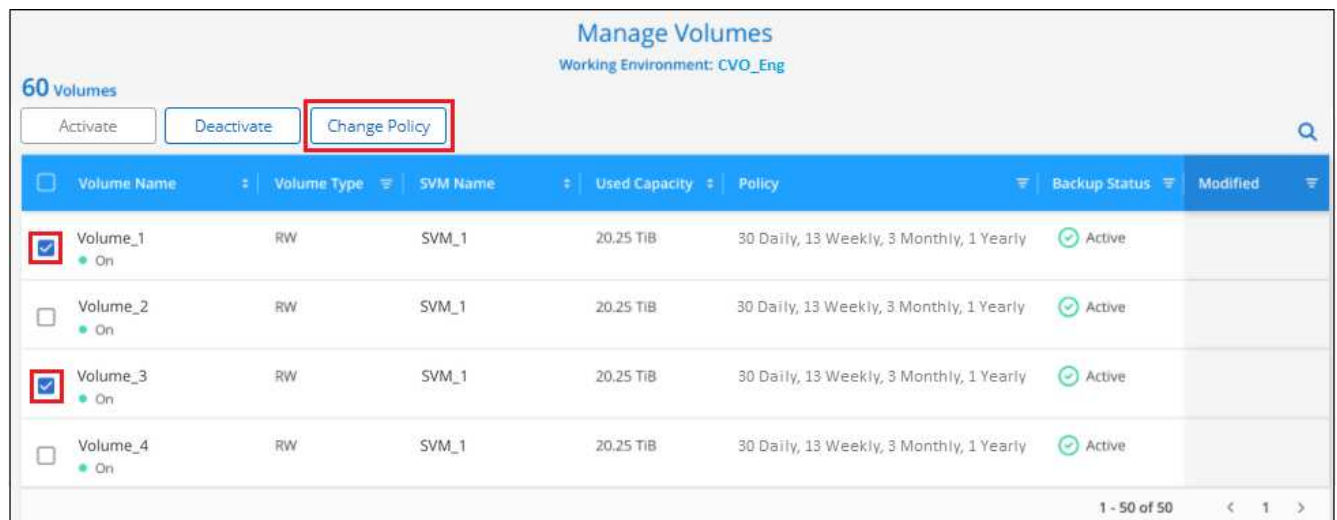 Manage Volumes
Working Environment: CVO_Eng
60 Volumes
Activate Deactivate Change Policy
Volume Name Volume Type SVM Name Used Capacity Policy Backup Status Modified
Volume_1 RW SVM_1 20.25 TiB 30 Daily, 13 Weekly, 3 Monthly, 1 Yearly Active
On
Volume_2 RW SVM_1 20.25 TiB 30 Daily, 13 Weekly, 3 Monthly, 1 Yearly Active
On
Volume_3 RW SVM_1 20.25 TiB 30 Daily, 13 Weekly, 3 Monthly, 1 Yearly Active
On
Volume_4 RW SVM_1 20.25 TiB 30 Daily, 13 Weekly, 3 Monthly, 1 Yearly Active
On
1 - 50 of 50 < 1 >